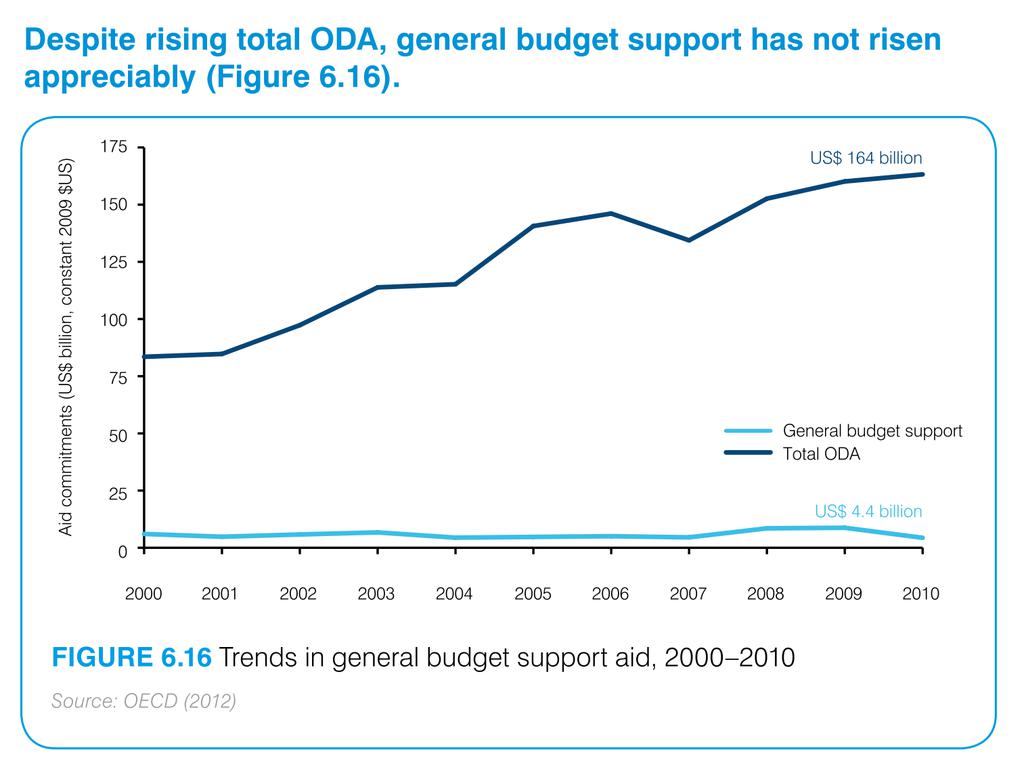 Despite rising total ODA, general budget support has not risen
appreciably (Figure 6.16).
Aid commitments (US$ billion, constant 2009 $US)
175
150
125
100
75
50
25
0
US$ 164 billion
General budget support
Total ODA
US$ 4.4 billion
2000 2001 2002 2003 2004 2005 2006 2007 2008 2009 2010
FIGURE 6.16 Trends in general budget support aid, 2000–2010
Source: OECD (2012)